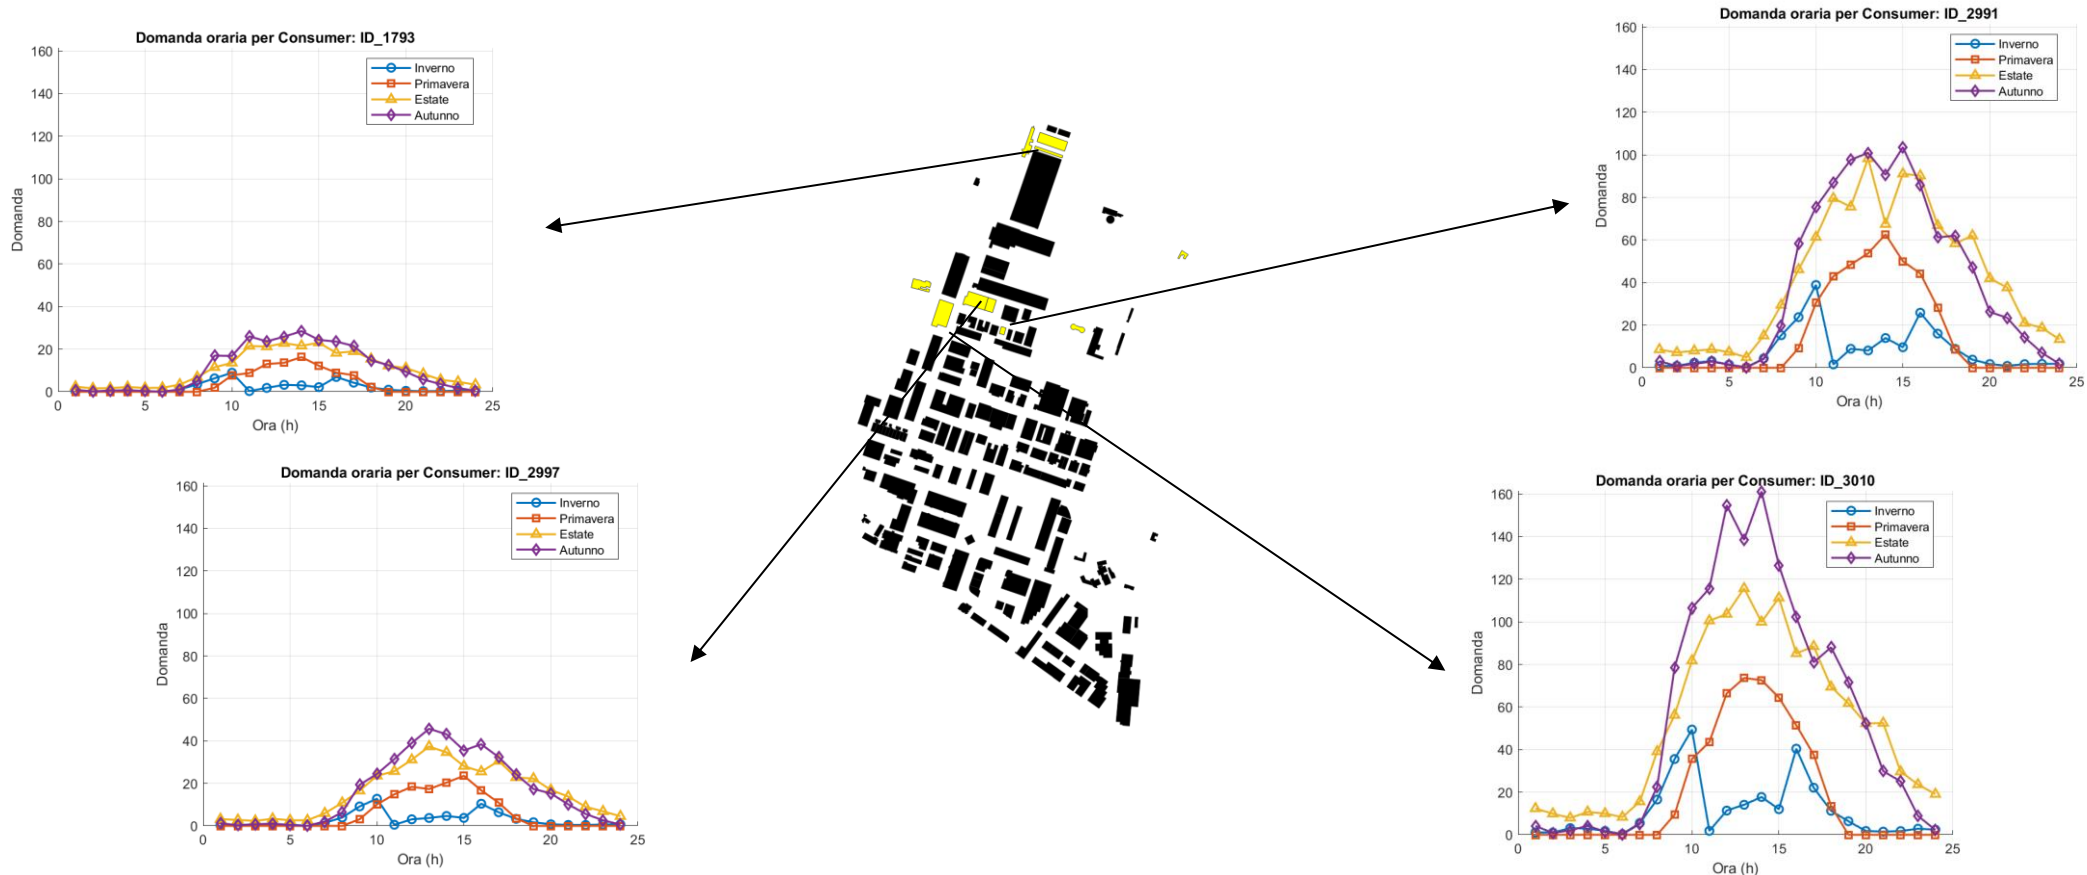 Domanda oraria per Consumer: ID_1793
160
140
120
100
80
60
40
20
0
Domanda
Inverno
Primavera
Estate
Autunno
0 5 10 15 20 25
Ora (h)
Domanda oraria per Consumer: ID_2991
160
140
120
100
80
60
40
20
0
Domanda
Inverno
Primavera
Estate
Autunno
0 5 10 15 20 25
Ora (h)
Domanda oraria per Consumer: ID_2997
160
140
120
100
80
60
40
20
0
Domanda
Inverno
Primavera
Estate
Autunno
0 5 10 15 20 25
Ora (h)
Domanda oraria per Consumer: ID_3010
160
140
120
100
80
60
40
20
0
Domanda
Inverno
Primavera
Estate
Autunno
0 5 10 15 20 25
Ora (h)